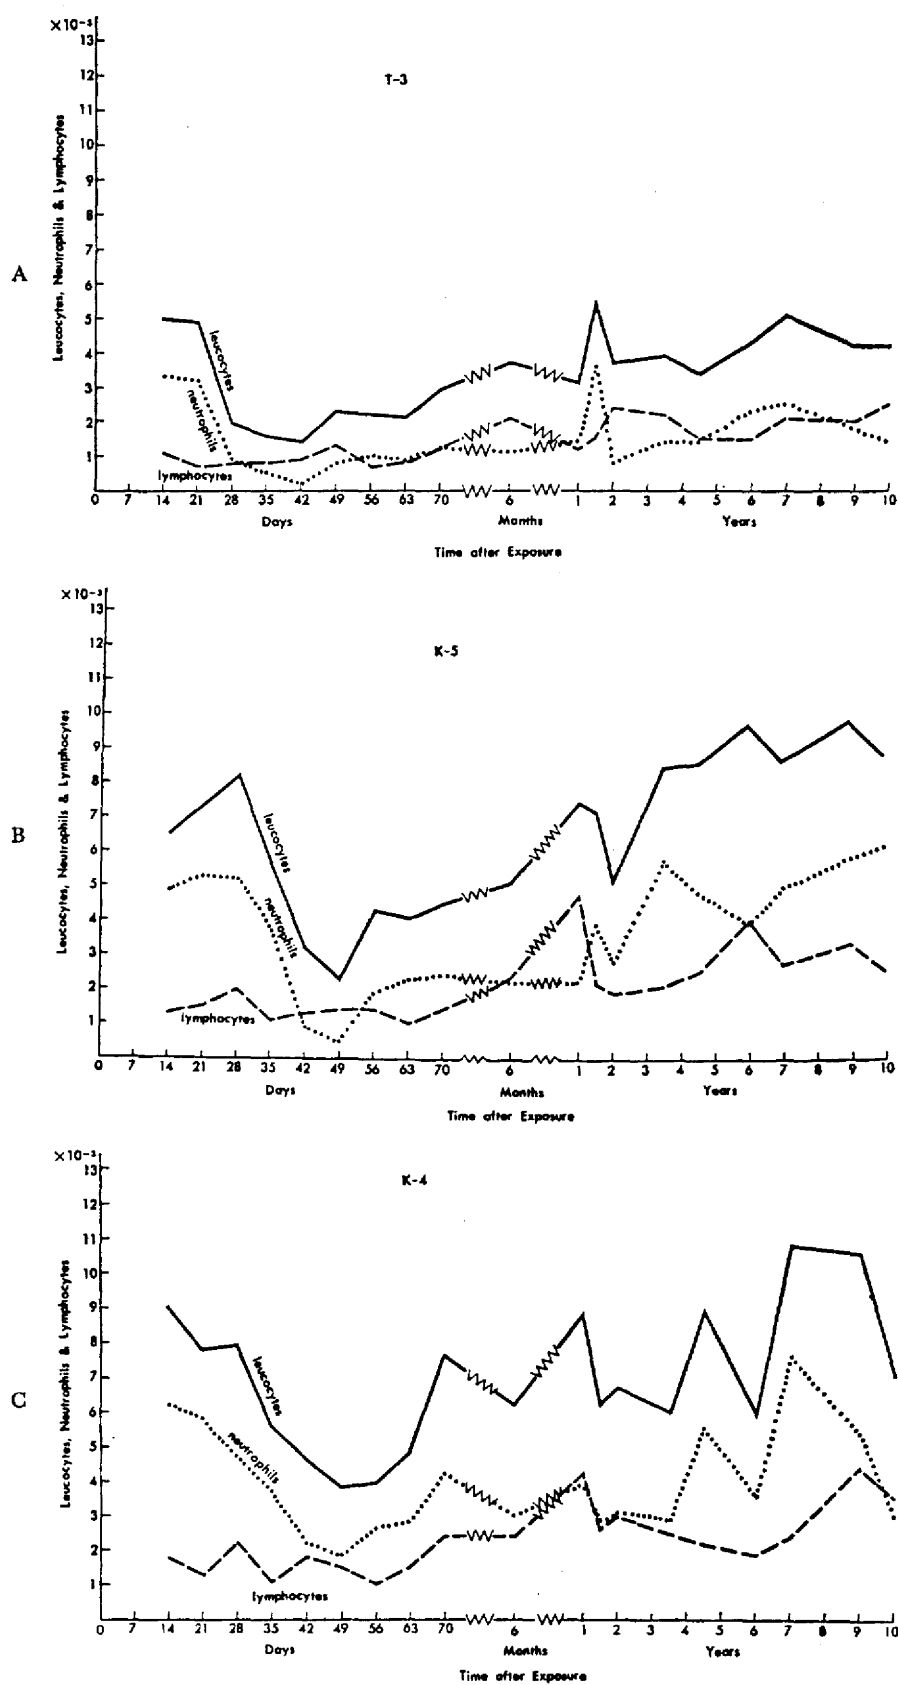 ×10⁻³
13
T-3
12
11
10
9
8
7
6
5
4
3
2
1
Leucocytes, Neutrophils & Lymphocytes
A
leucocytes
neutrophils
lymphocytes
0 7 14 21 28 35 42 49 56 63 70 6 1 2 3 4 5 6 7 8 9 10
Days Months Years
Time after Exposure
×10⁻³
13
K-5
12
11
10
9
8
7
6
5
4
3
2
1
Leucocytes, Neutrophils & Lymphocytes
B
leucocytes
neutrophils
lymphocytes
0 7 14 21 28 35 42 49 56 63 70 6 1 2 3 4 5 6 7 8 9 10
Days Months Years
Time after Exposure
×10⁻³
13
K-4
12
11
10
9
8
7
6
5
4
3
2
1
Leucocytes, Neutrophils & Lymphocytes
C
leucocytes
neutrophils
lymphocytes
0 7 14 21 28 35 42 49 56 63 70 6 1 2 3 4 5 6 7 8 9 10
Days Months Years
Time after Exposure